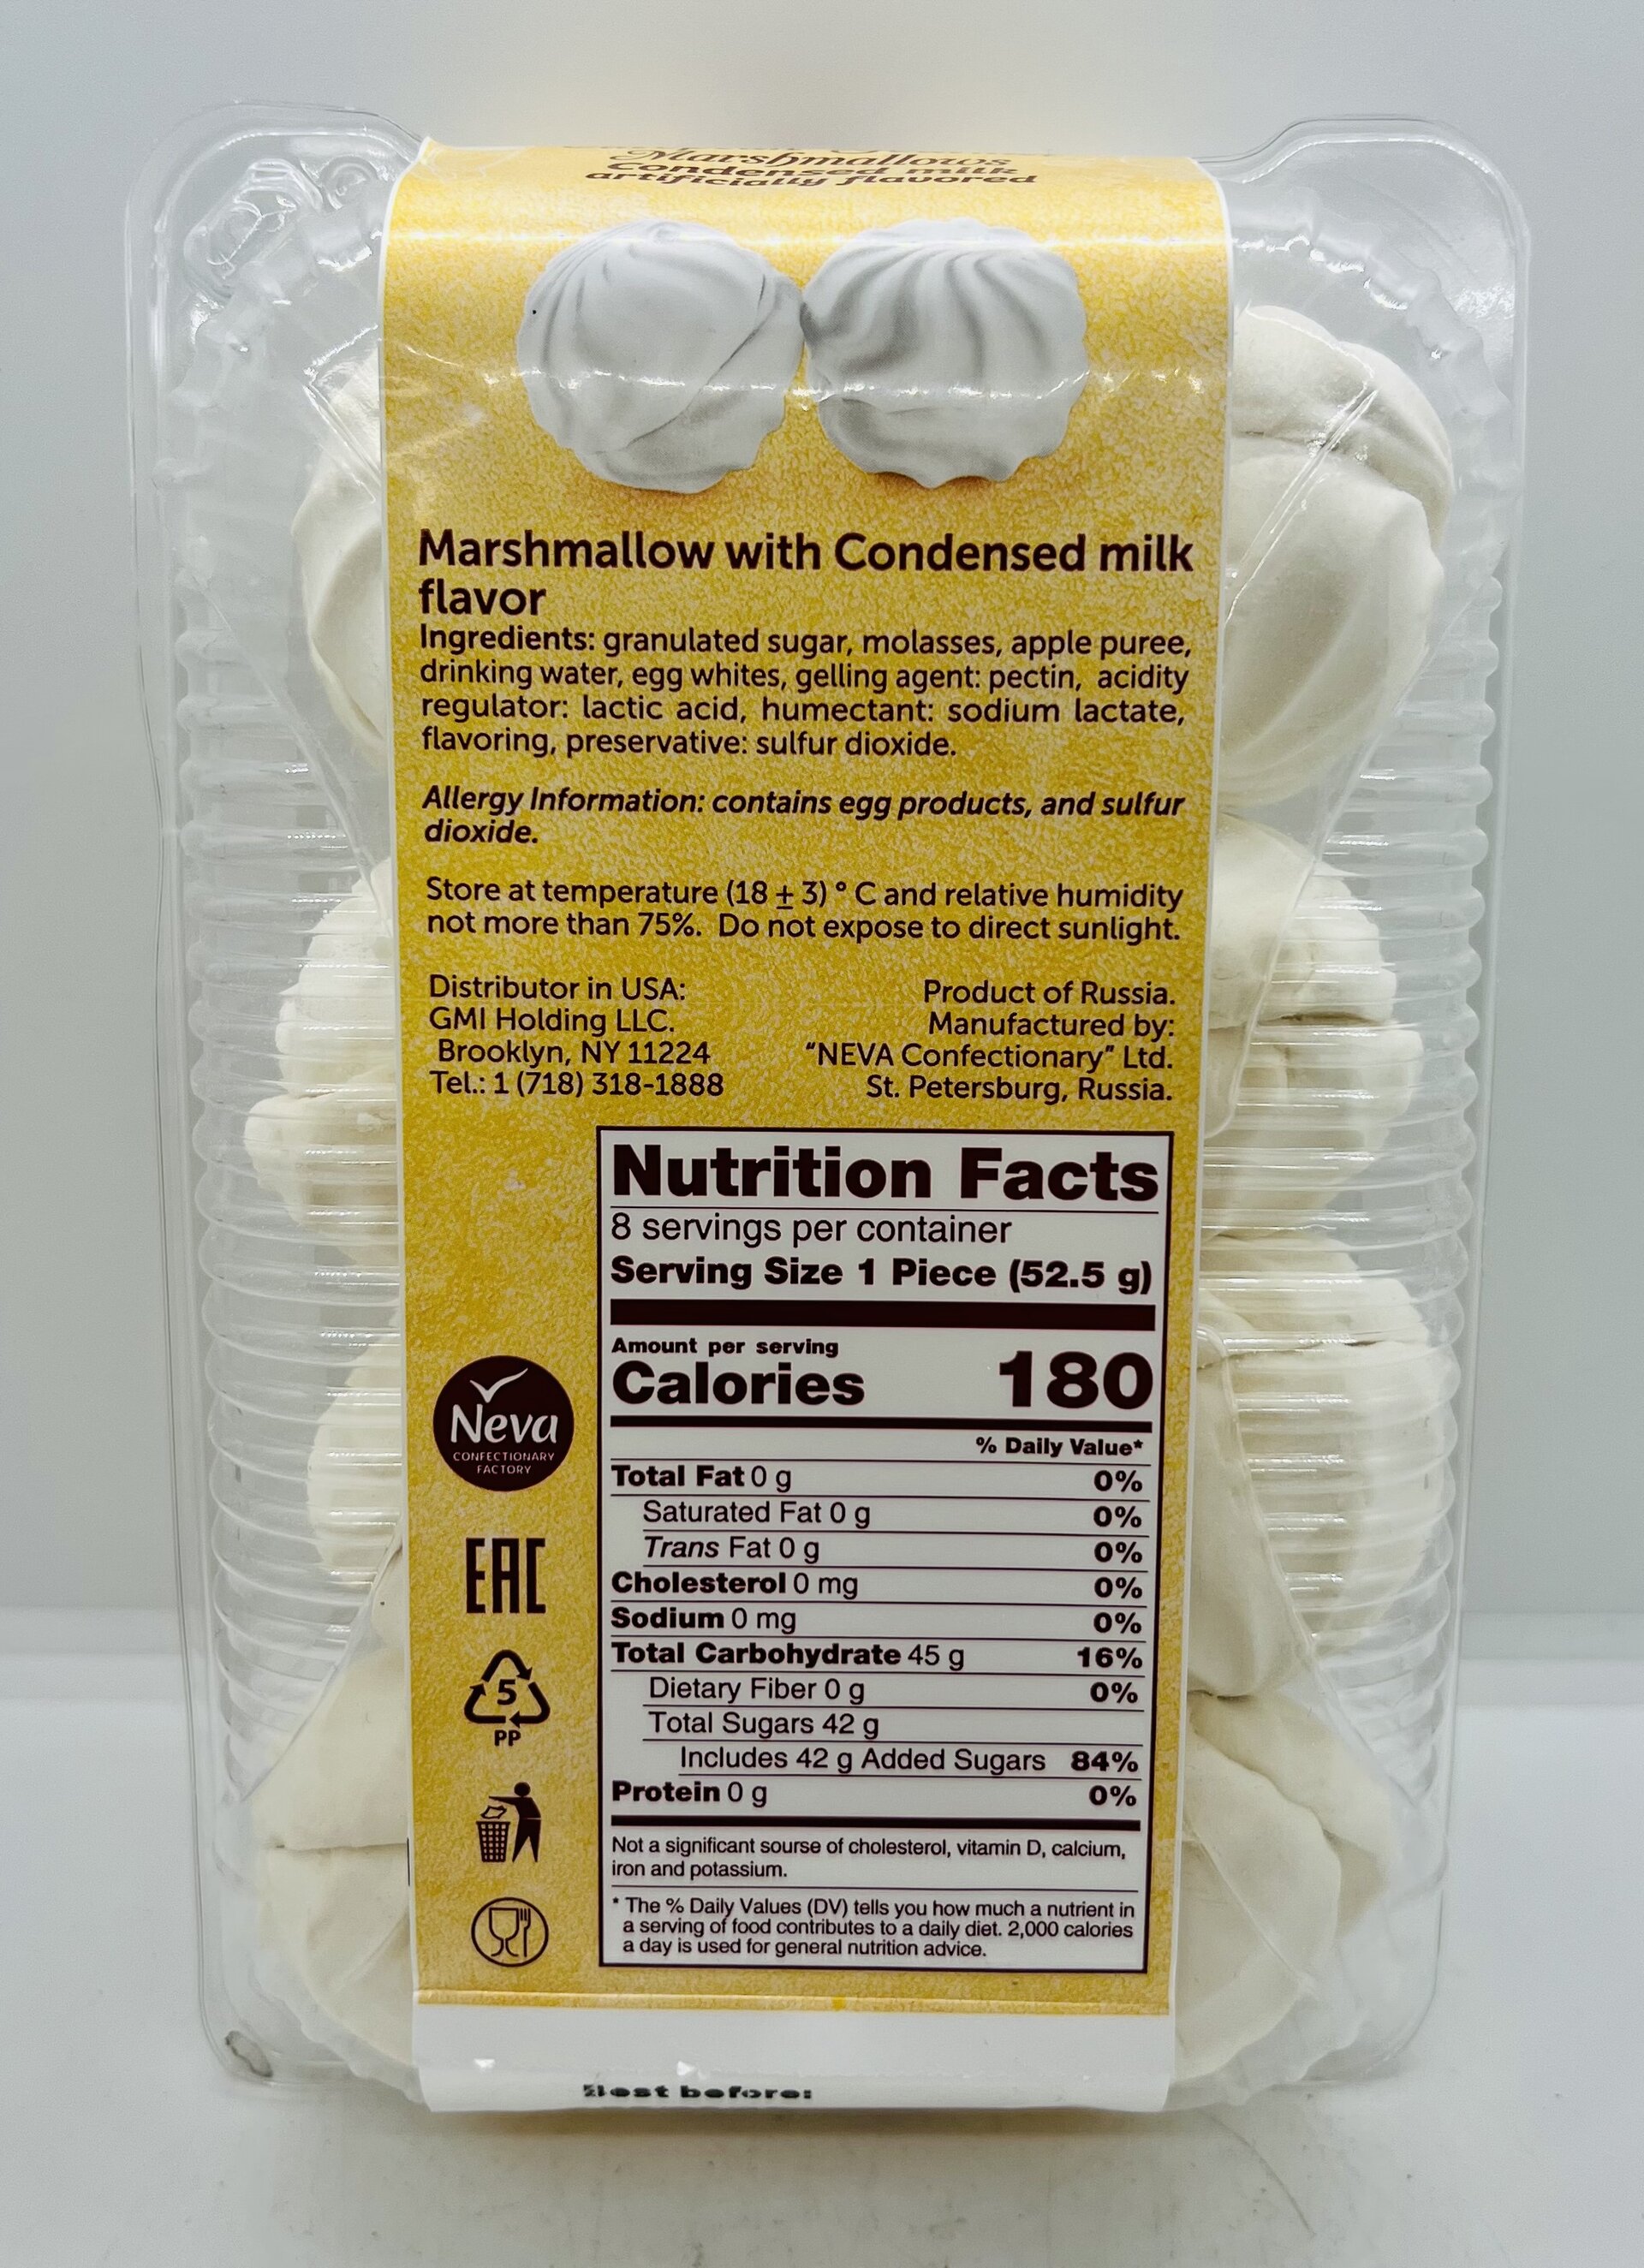 Marshmallows
Condensed milk
artificially flavored
Marshmallow with Condensed milk
flavor
Ingredients: granulated sugar, molasses, apple puree,
drinking water, egg whites, gelling agent: pectin, acidity
regulator: lactic acid, humectant: sodium lactate,
flavoring, preservative: sulfur dioxide.
Allergy Information: contains egg products, and sulfur
dioxide.
Store at temperature (18 ± 3) ° C and relative humidity
not more than 75%. Do not expose to direct sunlight.
Distributor in USA:
GMI Holding LLC.
Brooklyn, NY 11224
Tel.: 1 (718) 318-1888
Product of Russia.
Manufactured by:
"NEVA Confectionary" Ltd.
St. Petersburg, Russia.
Neva
CONFECTIONARY
FACTORY
EAC
5
PP
Nutrition Facts
8 servings per container
Serving Size 1 Piece (52.5 g)
Amount per serving
Calories 180
% Daily Value*
Total Fat 0 g 0%
Saturated Fat 0 g 0%
Trans Fat 0 g 0%
Cholesterol 0 mg 0%
Sodium 0 mg 0%
Total Carbohydrate 45 g 16%
Dietary Fiber 0 g 0%
Total Sugars 42 g
Includes 42 g Added Sugars 84%
Protein 0 g 0%
Not a significant sourse of cholesterol, vitamin D, calcium,
iron and potassium.
* The % Daily Values (DV) tells you how much a nutrient in
a serving of food contributes to a daily diet. 2,000 calories
a day is used for general nutrition advice.
Best before: